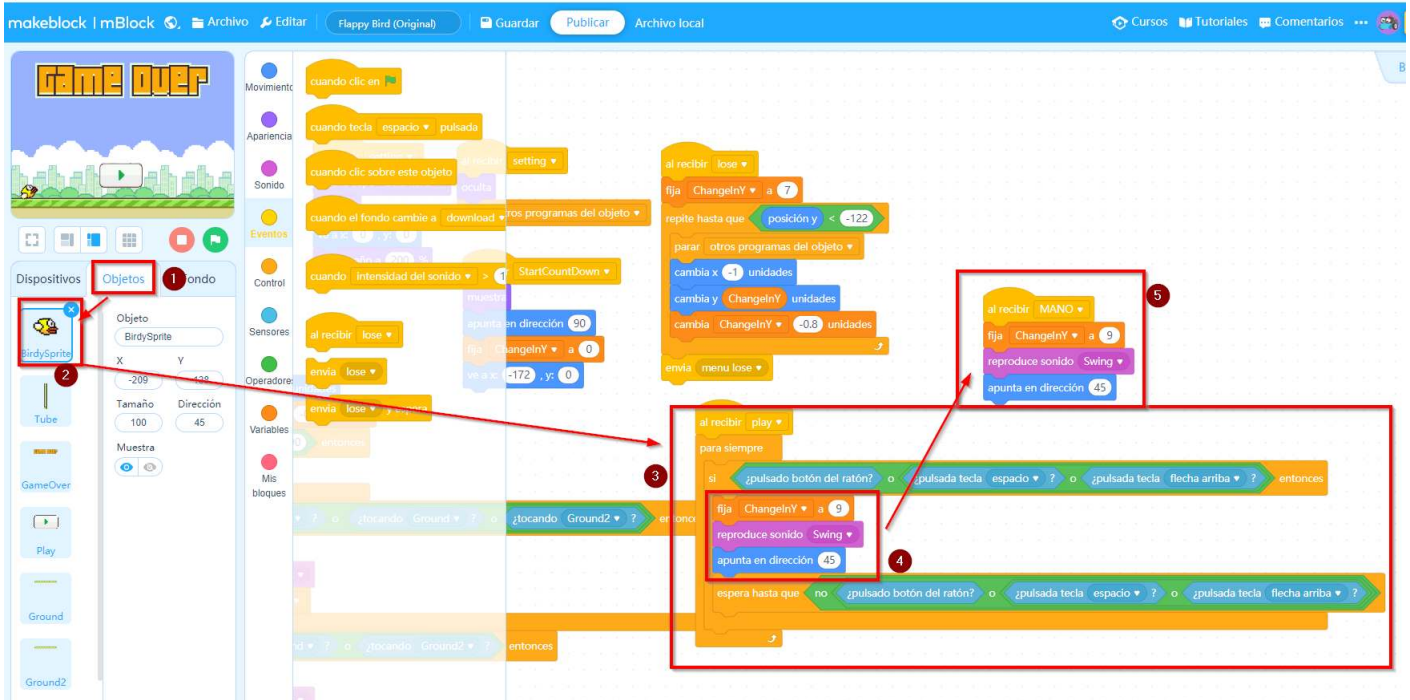 makeblock | mBlock Archivo Editar Flappy Bird (Original) Guardar Publicar Archivo local Cursos Tutoriales Comentarios
GAME OVER
Dispositivos Objetos 1 Fondo
BirdySprite
2
Tube
GameOver
Play
Ground
Ground2
Objeto
BirdySprite
X Y
-209 -128
Tamaño Dirección
100 45
Muestra
Movimiento
Apariencia
Sonido
Eventos
Control
Sensores
Operadores
Variables
Mis
bloques
cuando clic en
cuando tecla espacio pulsada
cuando clic sobre este objeto
cuando el fondo cambie a download
cuando intensidad del sonido > 1
al recibir lose
envía lose
envía lose y espera
al recibir setting
oculta
otros programas del objeto
StartCountDown
muestra
apunta en dirección 90
fija ChangeInY a 0
ve a x: -172 , y: 0
entonces
¿tocando Ground ? o ¿tocando Ground2 ? entonces
o ¿tocando Ground2 ? entonces
al recibir lose
fija ChangeInY a 7
repite hasta que posición y < -122
parar otros programas del objeto
cambia x -1 unidades
cambia y ChangeInY unidades
cambia ChangeInY -0.8 unidades
envía menu lose
5
al recibir MANO
fija ChangeInY a 9
reproduce sonido Swing
apunta en dirección 45
3
al recibir play
para siempre
si ¿pulsado botón del ratón? o ¿pulsada tecla espacio ? o ¿pulsada tecla flecha arriba ? entonces
fija ChangeInY a 9
reproduce sonido Swing
apunta en dirección 45
4
espera hasta que no ¿pulsado botón del ratón? o ¿pulsada tecla espacio ? o ¿pulsada tecla flecha arriba ?
B